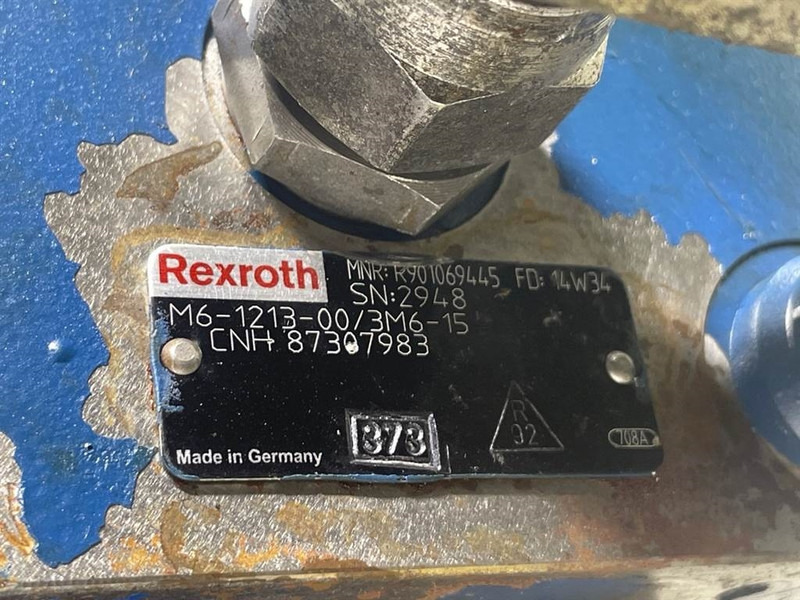 Rexroth MNR: R901069445 FD: 14W34
SN:2948
M6-1213-00/3M6-15
CNH 87307983
373
R
92
708A
Made in Germany